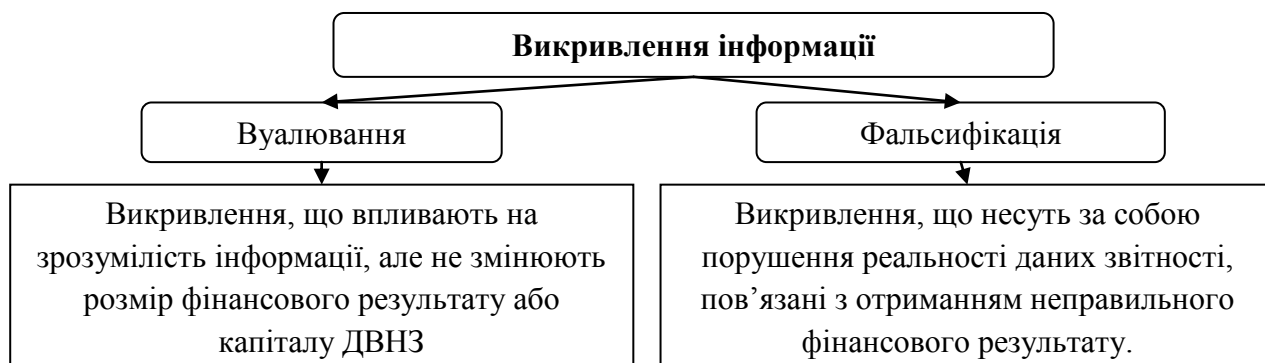 Викривлення інформації
Вуалювання
Фальсифікація
Викривлення, що впливають на
зрозумілість інформації, але не змінюють
розмір фінансового результату або
капіталу ДВНЗ
Викривлення, що несуть за собою
порушення реальності даних звітності,
пов’язані з отриманням неправильного
фінансового результату.